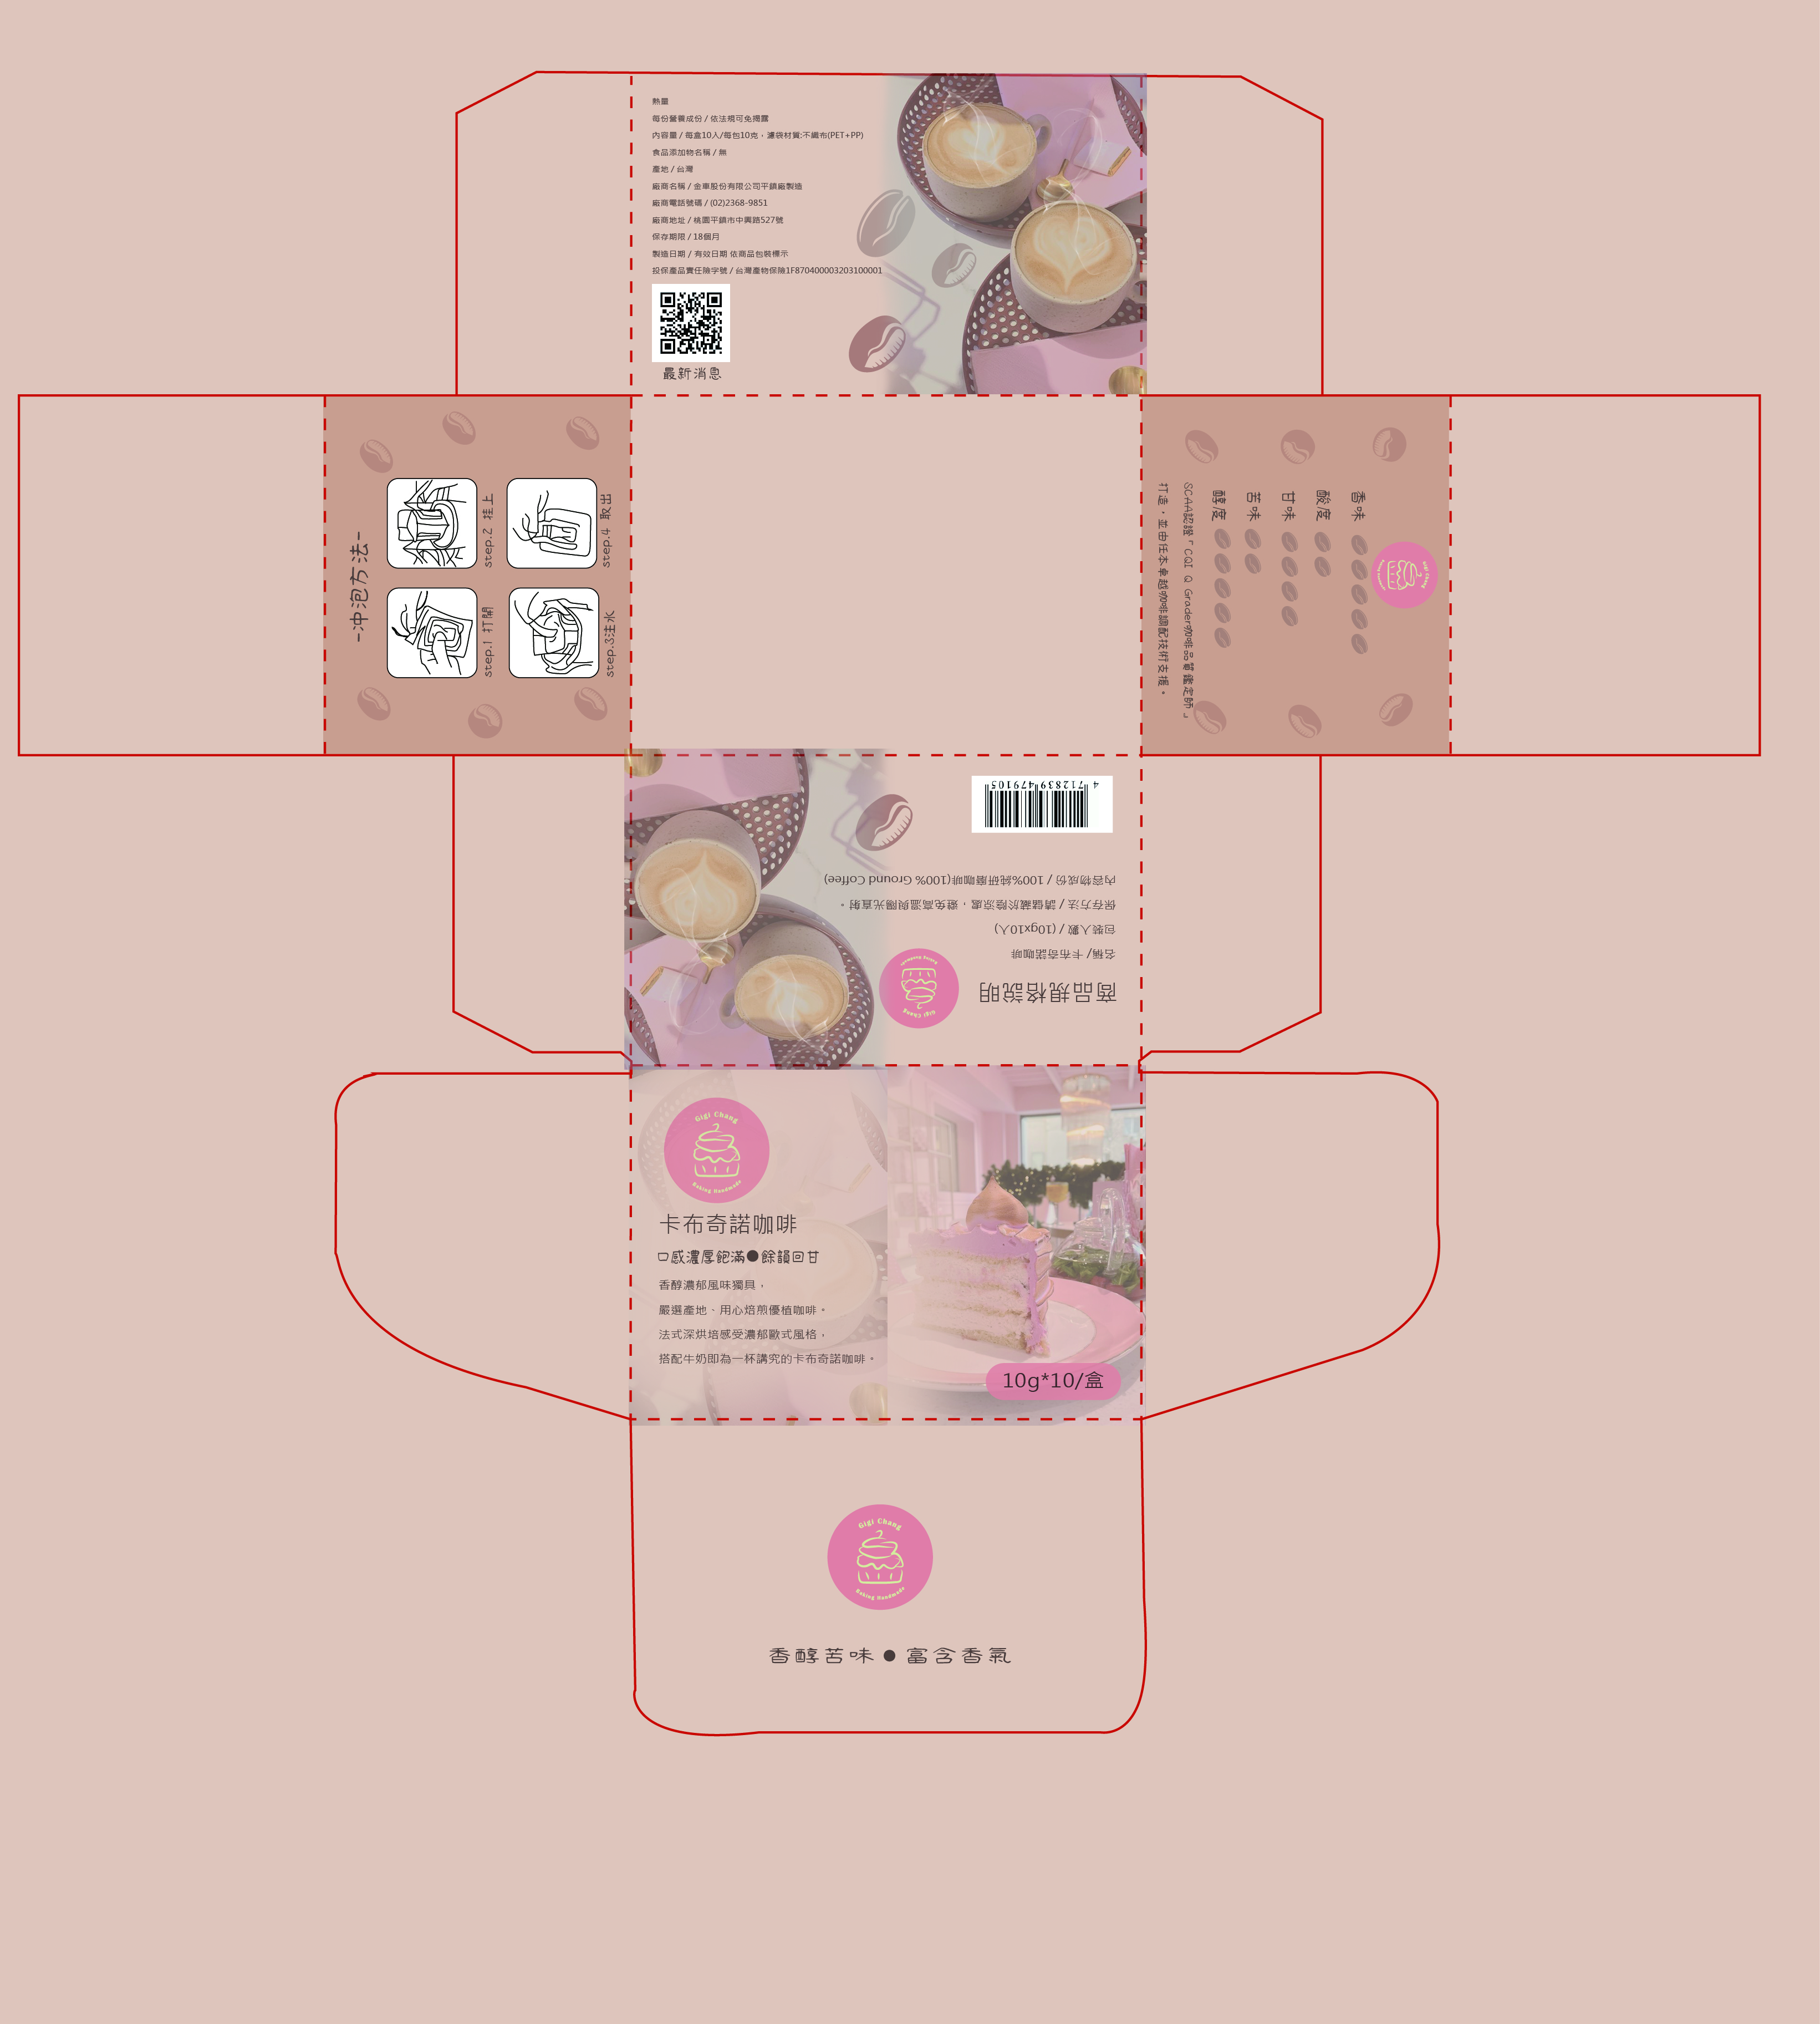 熱量
每份營養成份 / 依法規可免揭露
內容量 / 每盒10入/每包10克，濾袋材質:不織布(PET+PP)
食品添加物名稱 / 無
產地 / 台灣
廠商名稱 / 金車股份有限公司平鎮廠製造
廠商電話號碼 / (02)2368-9851
廠商地址 / 桃園平鎮市中興路527號
保存期限 / 18個月
製造日期 / 有效日期 依商品包裝標示
投保產品責任險字號 / 台灣產物保險1F870400003203100001
最新消息
-沖泡方法-
step.1 打開
step.2 挂上
step.3注水
step.4 取出
Gigi Chang
Baking Handmade
香味
酸度
甘味
苦味
醇度
SCAA認證「CQI Q Grader咖啡品質鑑定師」
打造，並由任本卓越咖啡調配技術支援。
商品規格說明
Gigi Chang
Baking Handmade
名稱/ 卡布奇諾咖啡
包裝入數 / (10gx10入)
保存方法 / 請儲藏於陰涼處，避免高溫與陽光直射。
內容物成份 / 100%純研磨咖啡(100% Ground Coffee)
4 712839 479105
Gigi Chang
Baking Handmade
卡布奇諾咖啡
口感濃厚飽滿●餘韻回甘
香醇濃郁風味獨具，
嚴選產地、用心焙煎優植咖啡。
法式深烘培感受濃郁歐式風格，
搭配牛奶即為一杯講究的卡布奇諾咖啡。
10g*10/盒
Gigi Chang
Baking Handmade
香醇苦味●富含香氣